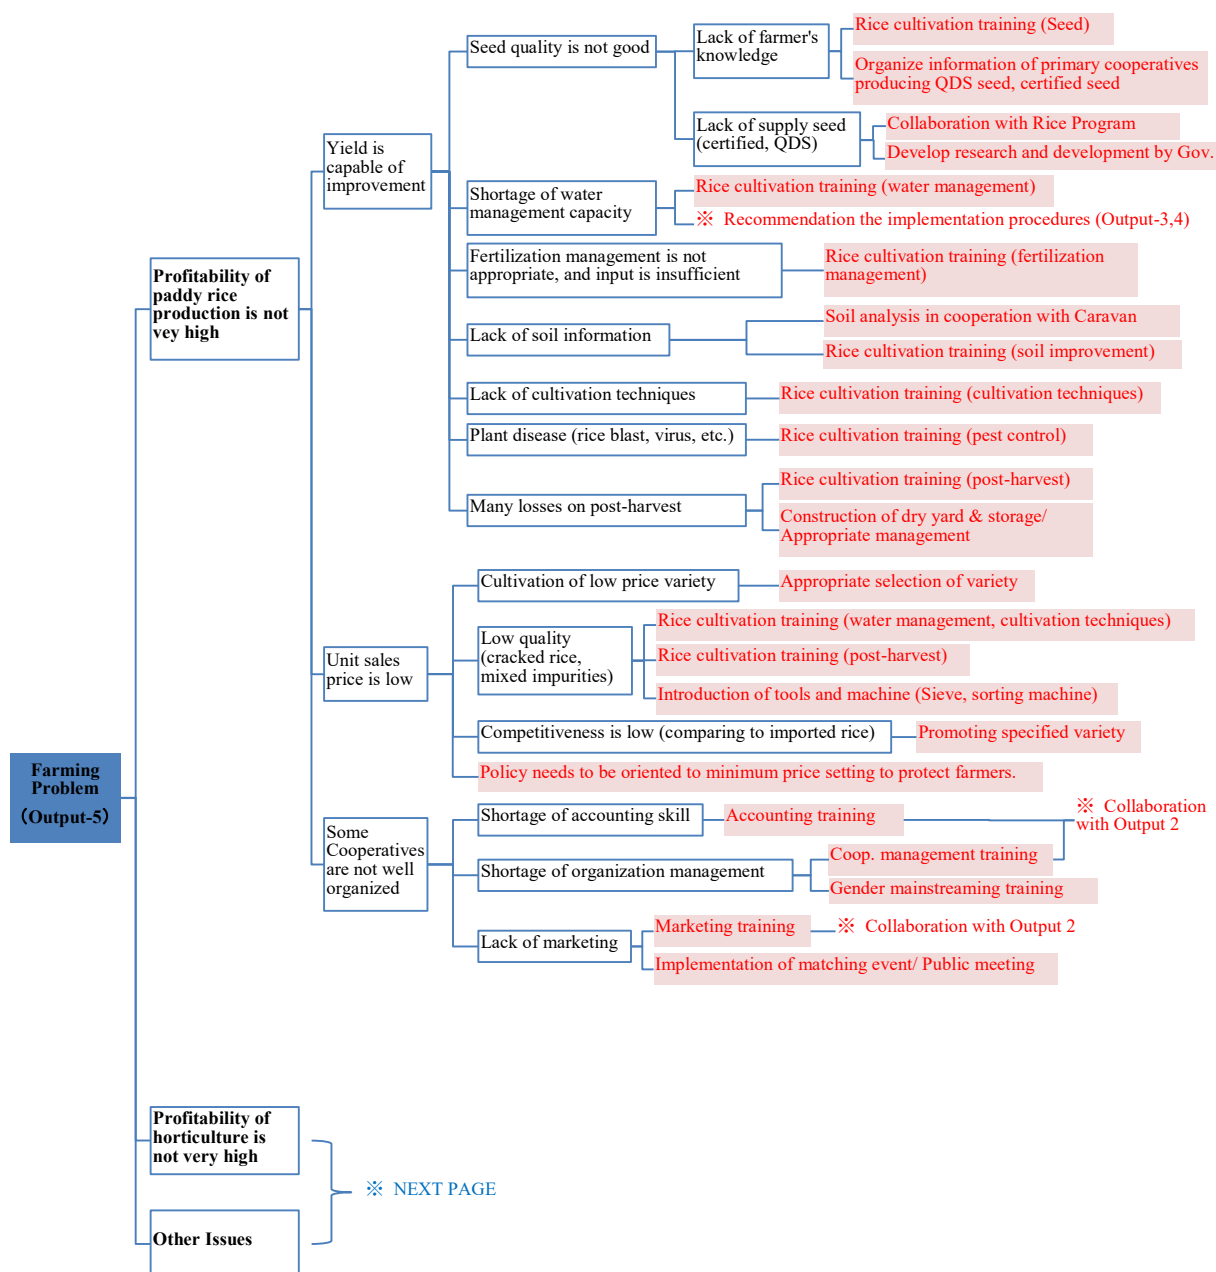 Farming
Problem
（Output-5）
Profitability of
paddy rice
production is not
vey high
Yield is
capable of
improvement
Seed quality is not good
Lack of farmer's
knowledge
Rice cultivation training (Seed)
Organize information of primary cooperatives
producing QDS seed, certified seed
Lack of supply seed
(certified, QDS)
Collaboration with Rice Program
Develop research and development by Gov.
Shortage of water
management capacity
Rice cultivation training (water management)
※ Recommendation the implementation procedures (Output-3,4)
Fertilization management is not
appropriate, and input is insufficient
Rice cultivation training (fertilization
management)
Lack of soil information
Soil analysis in cooperation with Caravan
Rice cultivation training (soil improvement)
Lack of cultivation techniques
Rice cultivation training (cultivation techniques)
Plant disease (rice blast, virus, etc.)
Rice cultivation training (pest control)
Many losses on post-harvest
Rice cultivation training (post-harvest)
Construction of dry yard & storage/
Appropriate management
Unit sales
price is low
Cultivation of low price variety
Appropriate selection of variety
Low quality
(cracked rice,
mixed impurities)
Rice cultivation training (water management, cultivation techniques)
Rice cultivation training (post-harvest)
Introduction of tools and machine (Sieve, sorting machine)
Competitiveness is low (comparing to imported rice)
Promoting specified variety
Policy needs to be oriented to minimum price setting to protect farmers.
Some
Cooperatives
are not well
organized
Shortage of accounting skill
Accounting training
※ Collaboration
with Output 2
Shortage of organization management
Coop. management training
Gender mainstreaming training
Lack of marketing
Marketing training
※ Collaboration with Output 2
Implementation of matching event/ Public meeting
Profitability of
horticulture is
not very high
Other Issues
※ NEXT PAGE